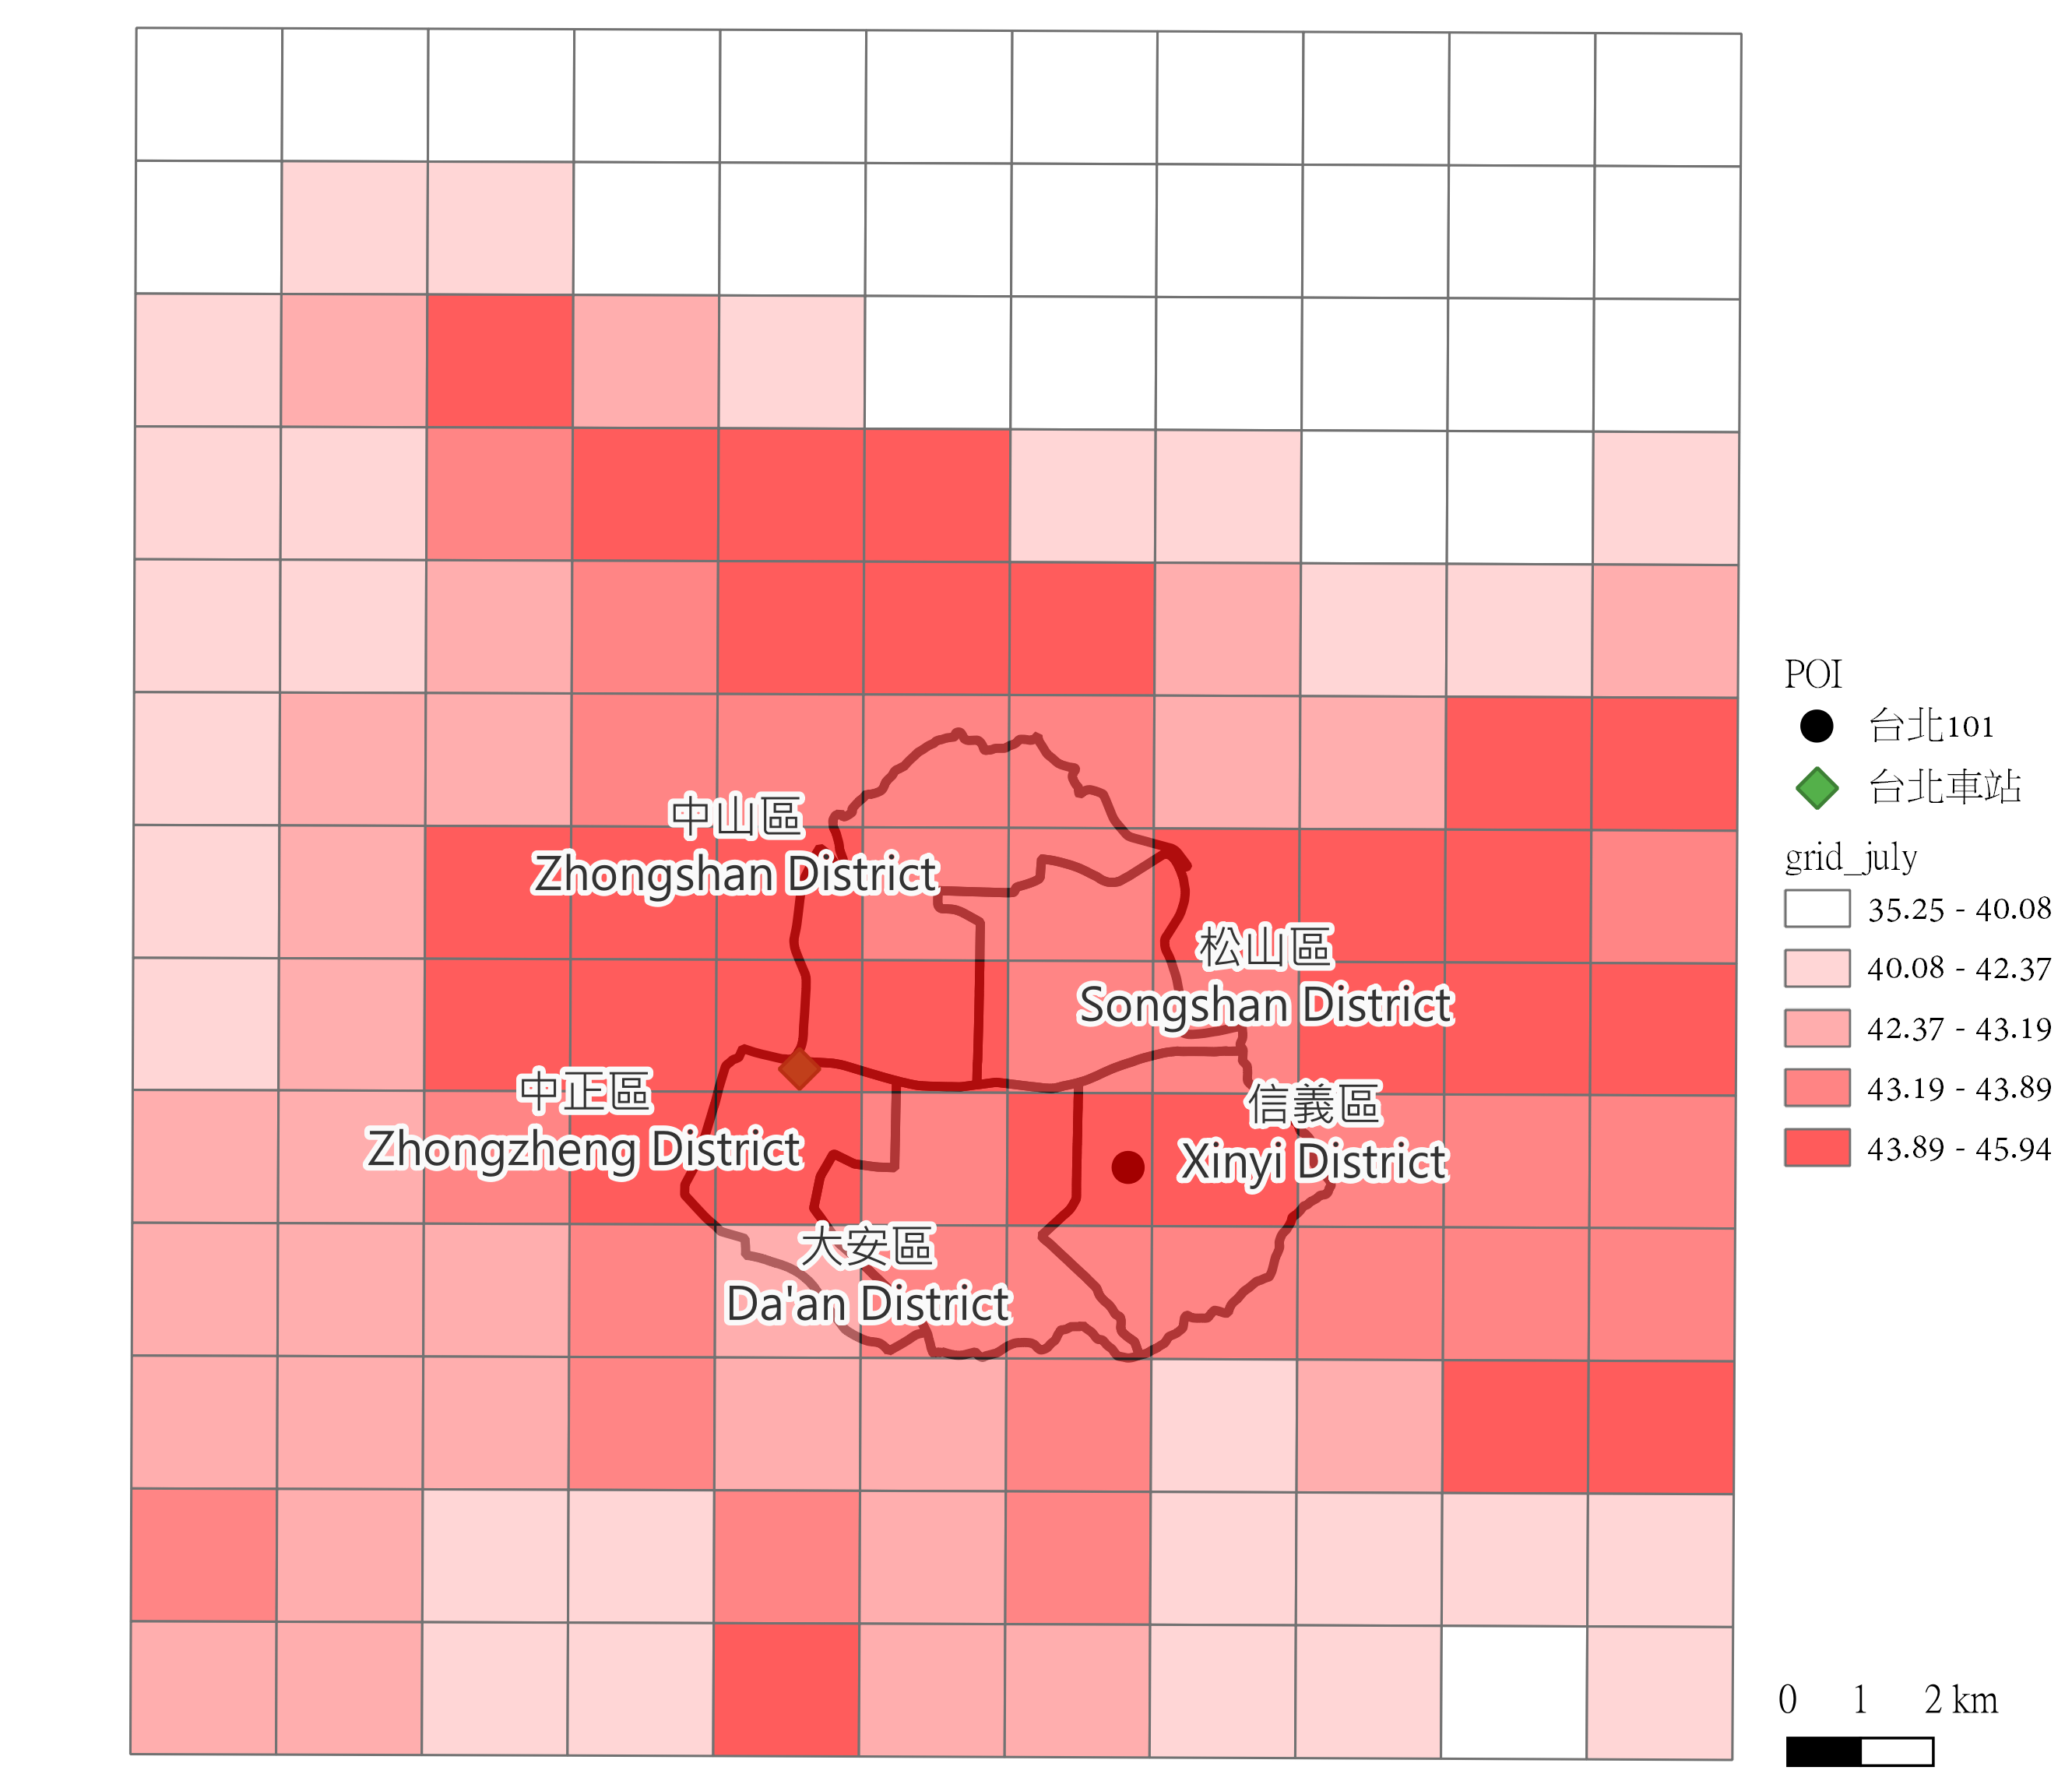 中山區
Zhongshan District
松山區
Songshan District
中正區
Zhongzheng District
信義區
Xinyi District
大安區
Da'an District
POI
台北101
台北車站
grid_july
35.25 - 40.08
40.08 - 42.37
42.37 - 43.19
43.19 - 43.89
43.89 - 45.94
0 1 2 km